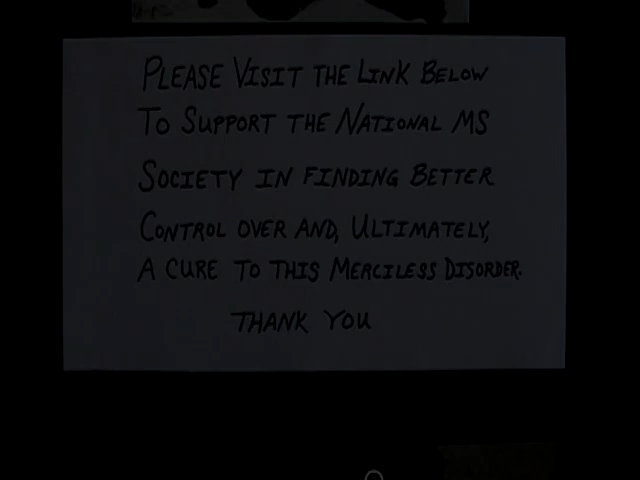 Please Visit the Link Below
To Support the National MS
Society in Finding Better
Control over and, Ultimately,
A Cure to this Merciless Disorder.
Thank You